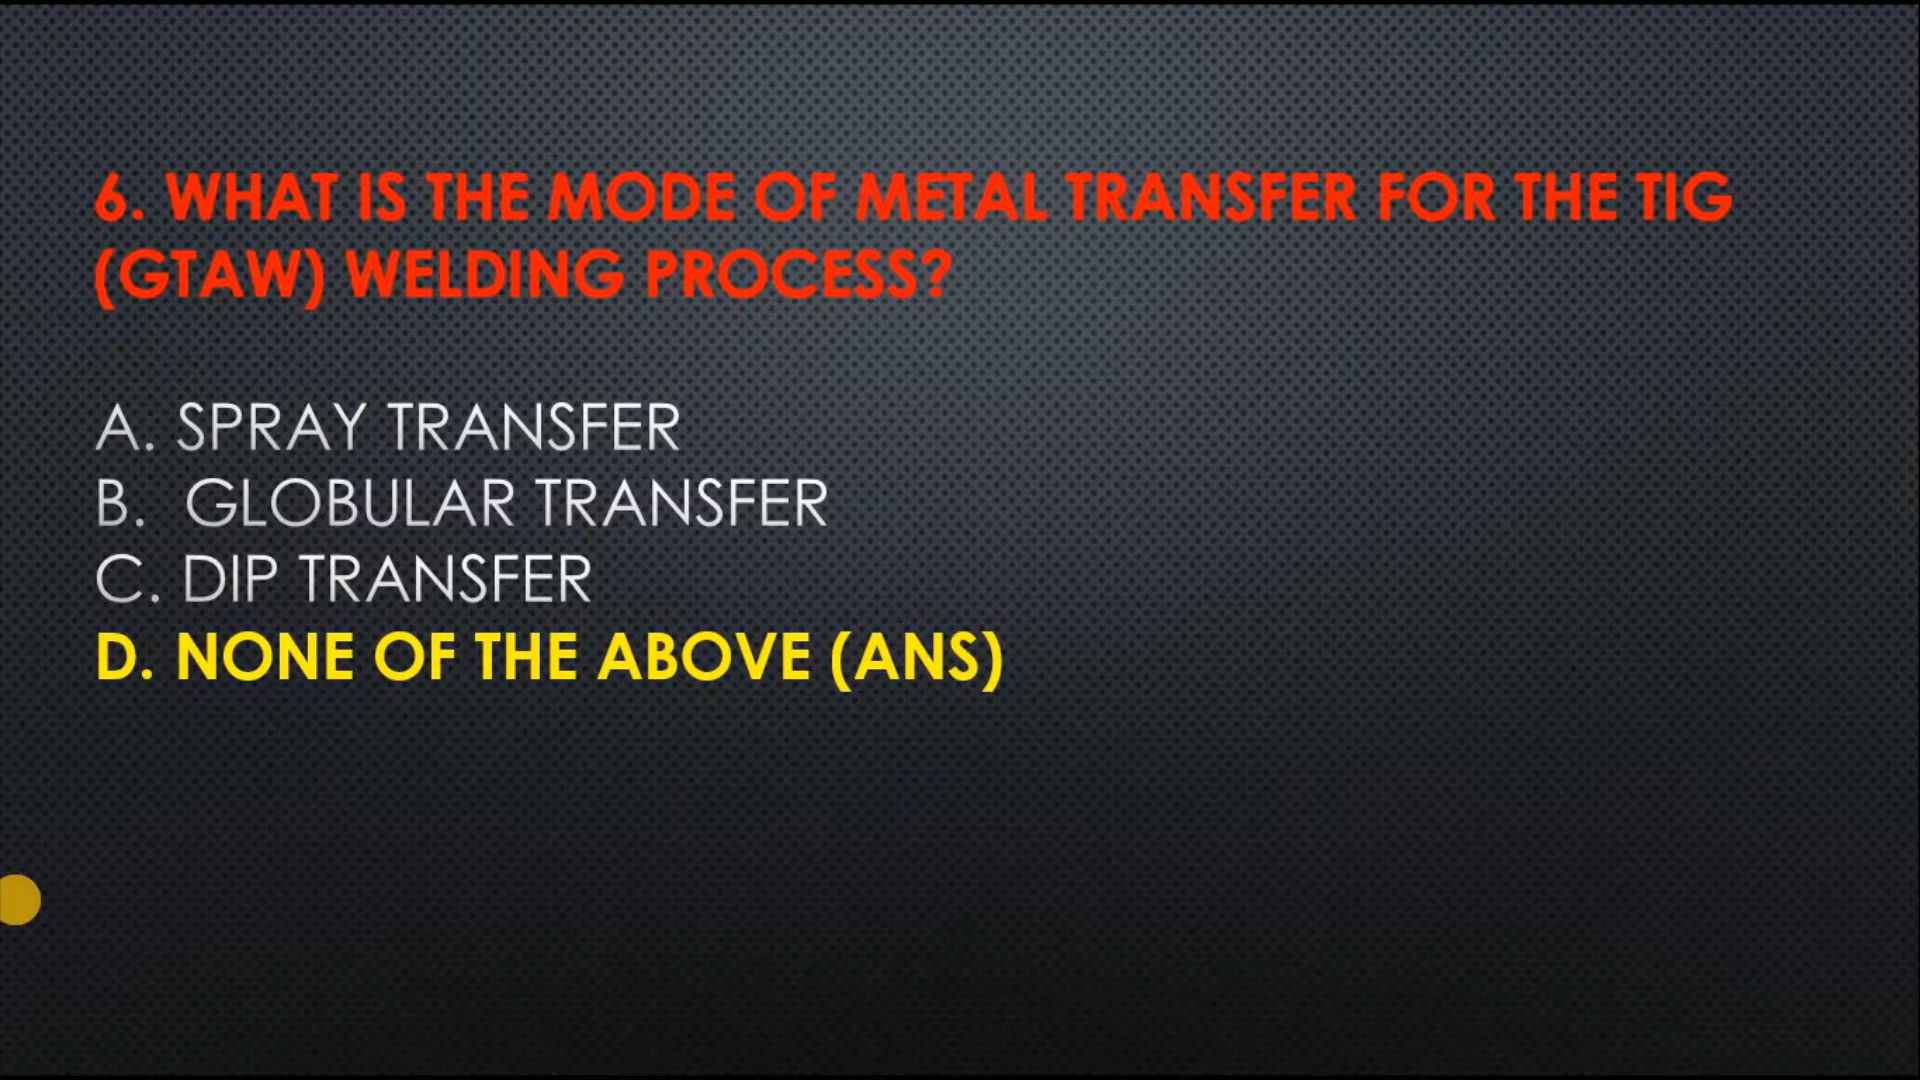 6. WHAT IS THE MODE OF METAL TRANSFER FOR THE TIG
(GTAW) WELDING PROCESS?
A. SPRAY TRANSFER
B. GLOBULAR TRANSFER
C. DIP TRANSFER
D. NONE OF THE ABOVE (ANS)